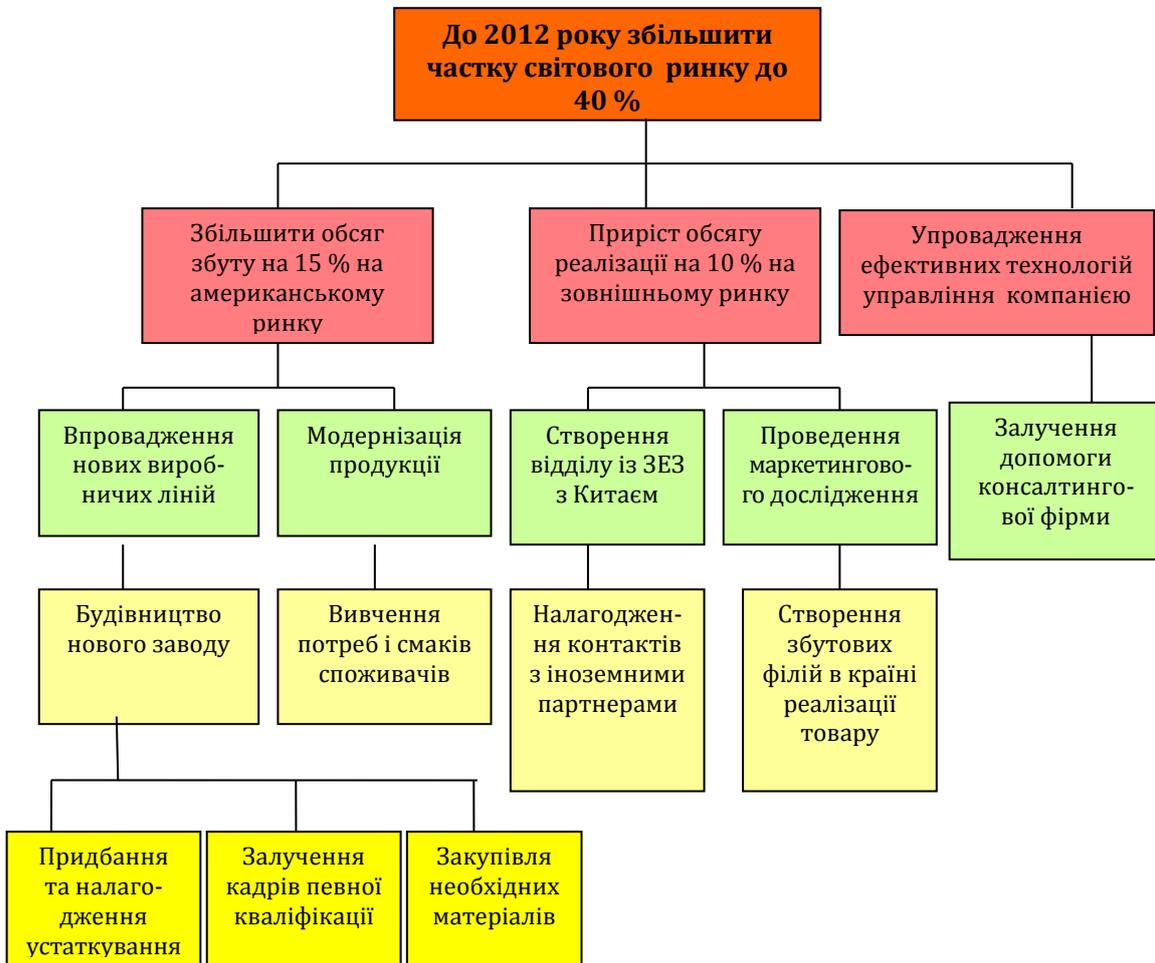 До 2012 року збільшити
частку світового ринку до
40 %
Збільшити обсяг
збуту на 15 % на
американському
ринку
Приріст обсягу
реалізації на 10 % на
зовнішньому ринку
Упровадження
ефективних технологій
управління компанією
Впровадження
нових вироб-
ничих ліній
Модернізація
продукції
Створення
відділу із ЗЕЗ
з Китаєм
Проведення
маркетингово-
го дослідження
Залучення
допомоги
консалтинго-
вої фірми
Будівництво
нового заводу
Вивчення
потреб і смаків
споживачів
Налагоджен-
ня контактів
з іноземними
партнерами
Створення
збутових
філій в країні
реалізації
товару
Придбання
та налаго-
дження
устаткування
Залучення
кадрів певної
кваліфікації
Закупівля
необхідних
матеріалів